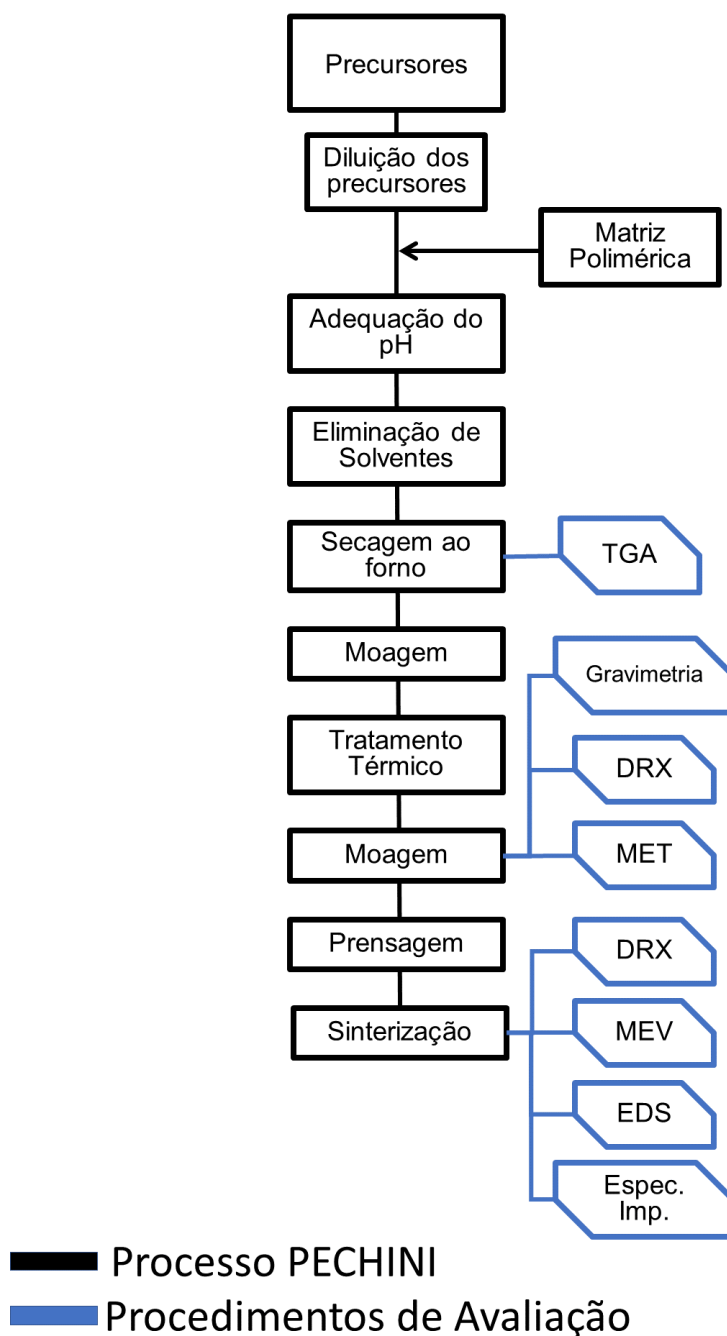 Precursores
Diluição dos
precursores
Matriz
Polimérica
Adequação do
pH
Eliminação de
Solventes
Secagem ao
forno
TGA
Moagem
Gravimetria
Tratamento
Térmico
DRX
Moagem
MET
Prensagem
DRX
Sinterização
MEV
EDS
Espec.
Imp.
Processo PECHINI
Procedimentos de Avaliação